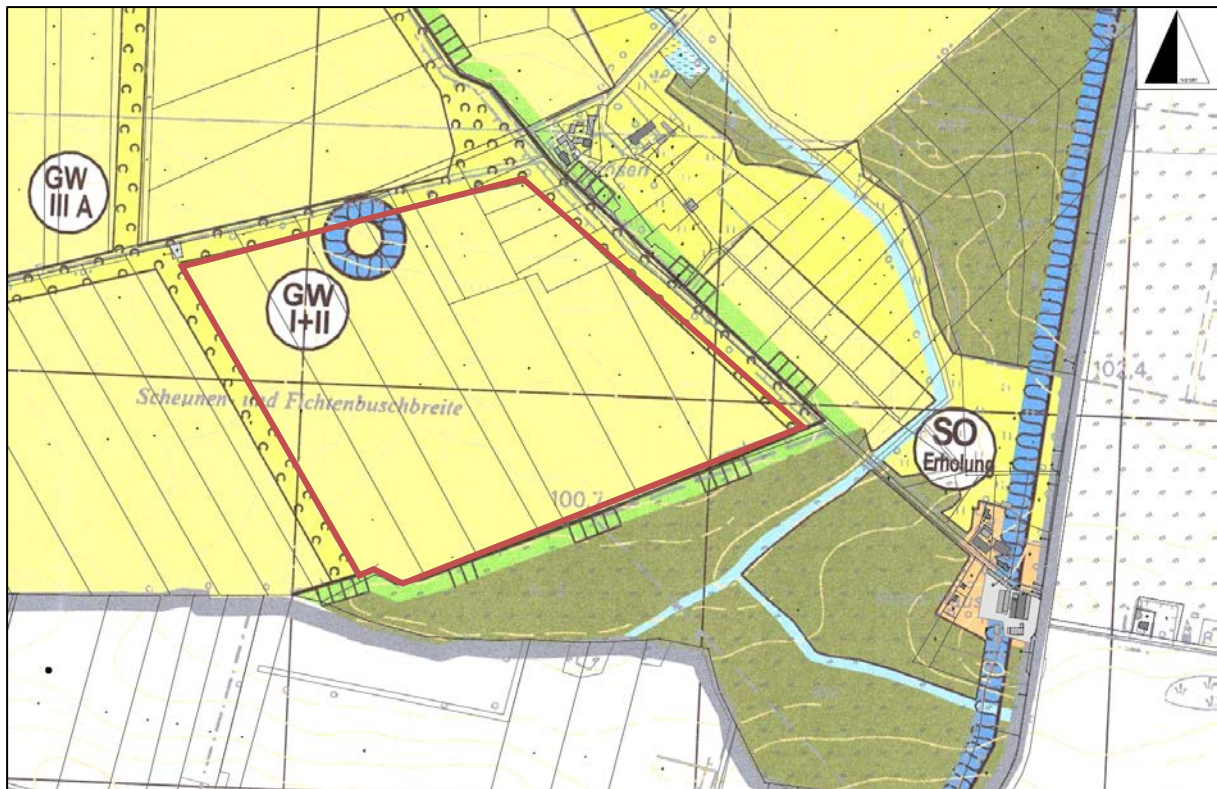 GW
III A
GW
I+II
Scheunen- und Fichtenbuschbreite
100,7
102,4
SO
Erholung